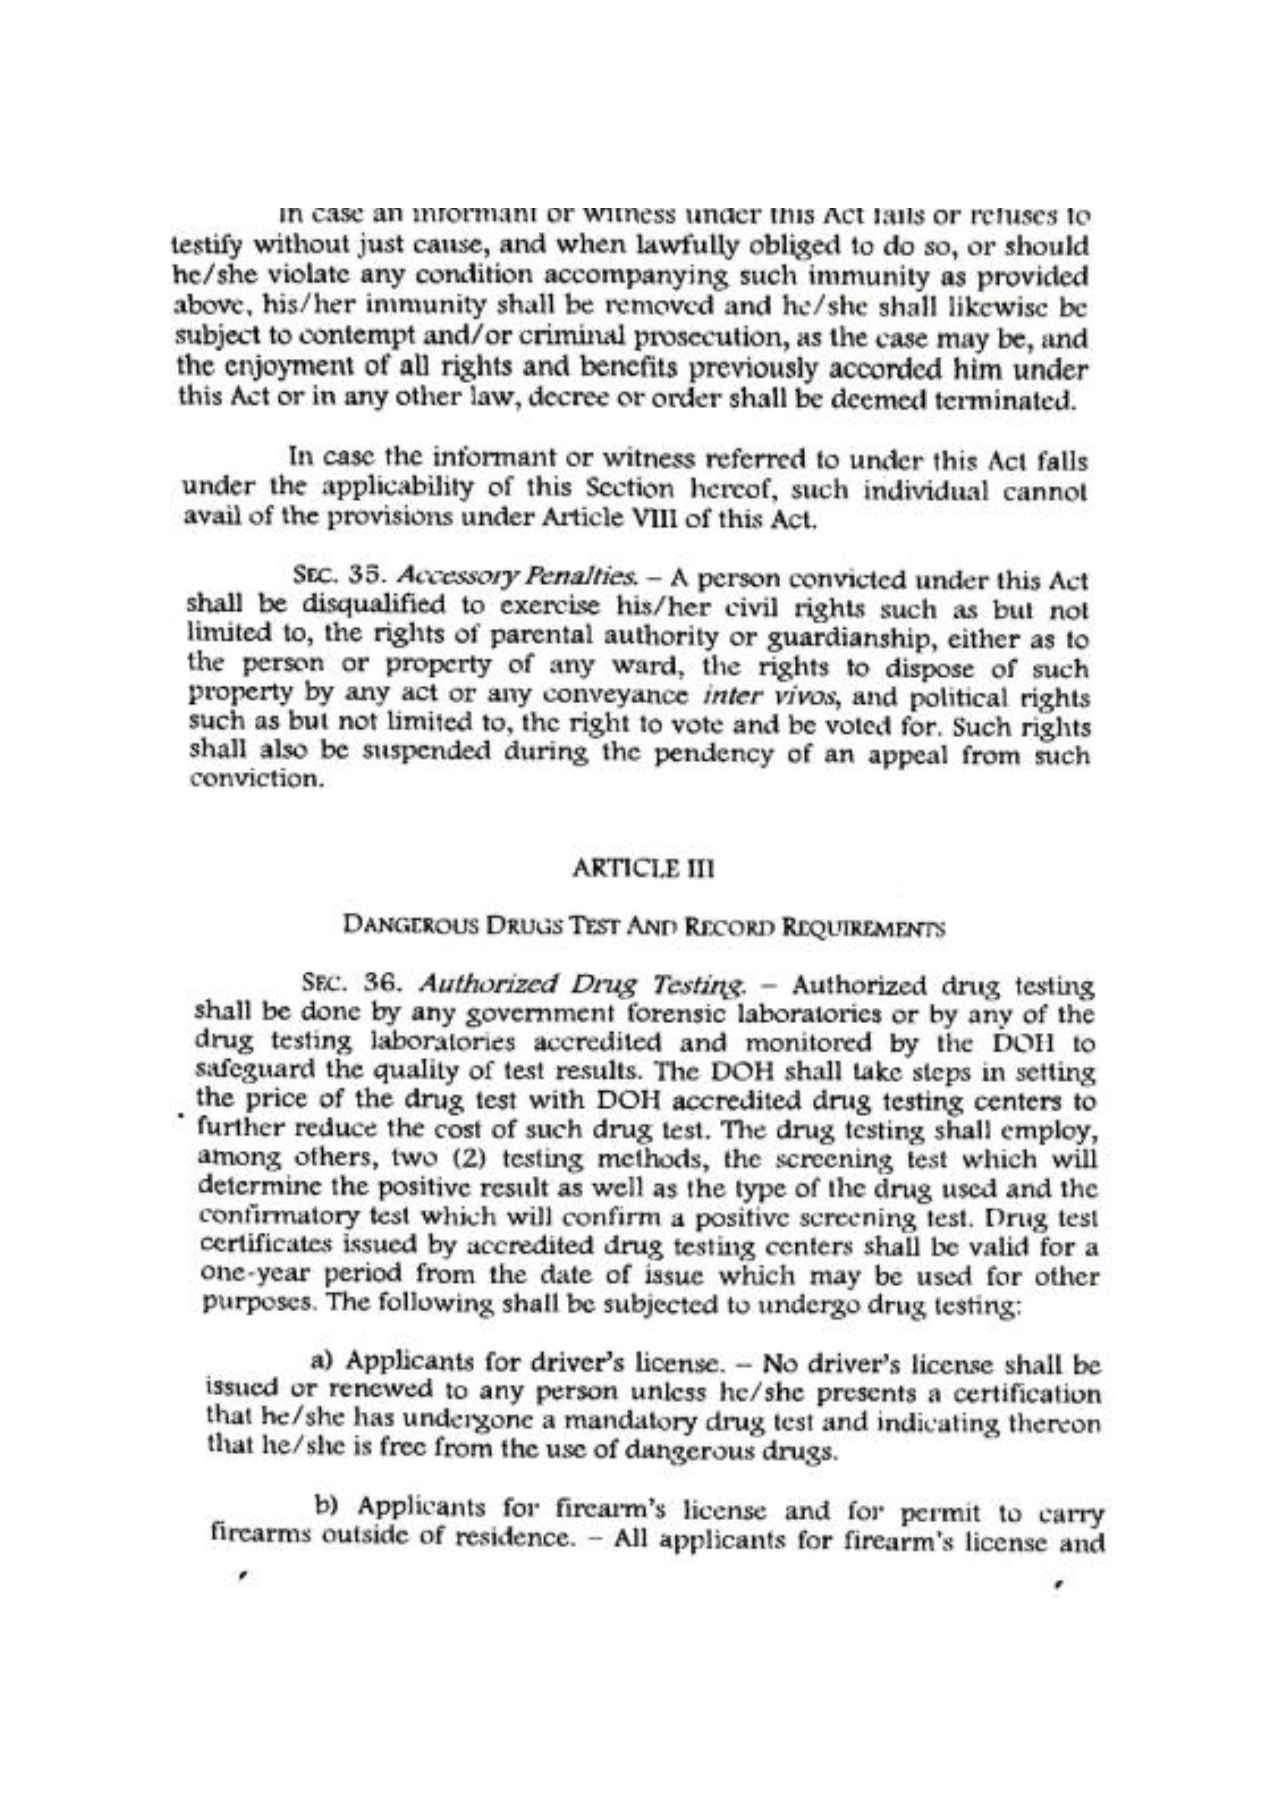 In case an informant or witness under this Act fails or refuses to
testify without just cause, and when lawfully obliged to do so, or should
he/she violate any condition accompanying such immunity as provided
above, his/her immunity shall be removed and he/she shall likewise be
subject to contempt and/or criminal prosecution, as the case may be, and
the enjoyment of all rights and benefits previously accorded him under
this Act or in any other law, decree or order shall be deemed terminated.
In case the informant or witness referred to under this Act falls
under the applicability of this Section hereof, such individual cannot
avail of the provisions under Article VIII of this Act.
SEC. 35. Accessory Penalties. – A person convicted under this Act
shall be disqualified to exercise his/her civil rights such as but not
limited to, the rights of parental authority or guardianship, either as to
the person or property of any ward, the rights to dispose of such
property by any act or any conveyance inter vivos, and political rights
such as but not limited to, the right to vote and be voted for. Such rights
shall also be suspended during the pendency of an appeal from such
conviction.
ARTICLE III
DANGEROUS DRUGS TEST AND RECORD REQUIREMENTS
SEC. 36. Authorized Drug Testing. – Authorized drug testing
shall be done by any government forensic laboratories or by any of the
drug testing laboratories accredited and monitored by the DOH to
safeguard the quality of test results. The DOH shall take steps in setting
the price of the drug test with DOH accredited drug testing centers to
further reduce the cost of such drug test. The drug testing shall employ,
among others, two (2) testing methods, the screening test which will
determine the positive result as well as the type of the drug used and the
confirmatory test which will confirm a positive screening test. Drug test
certificates issued by accredited drug testing centers shall be valid for a
one-year period from the date of issue which may be used for other
purposes. The following shall be subjected to undergo drug testing:
a) Applicants for driver's license. – No driver's license shall be
issued or renewed to any person unless he/she presents a certification
that he/she has undergone a mandatory drug test and indicating thereon
that he/she is free from the use of dangerous drugs.
b) Applicants for firearm's license and for permit to carry
firearms outside of residence. – All applicants for firearm's license and